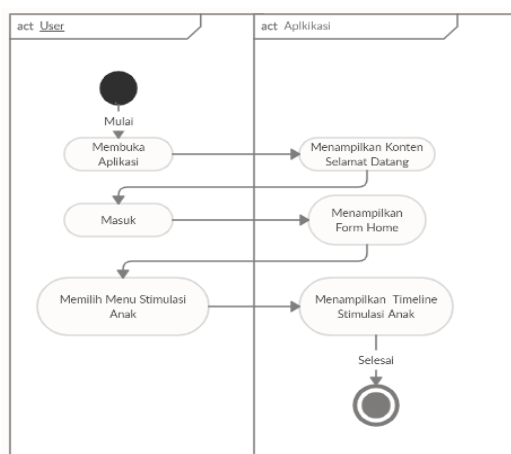 act User
act Aplkikasi
Mulai
Membuka
Aplikasi
Menampilkan Konten
Selamat Datang
Masuk
Menampilkan
Form Home
Memilih Menu Stimulasi
Anak
Menampilkan Timeline
Stimulasi Anak
Selesai